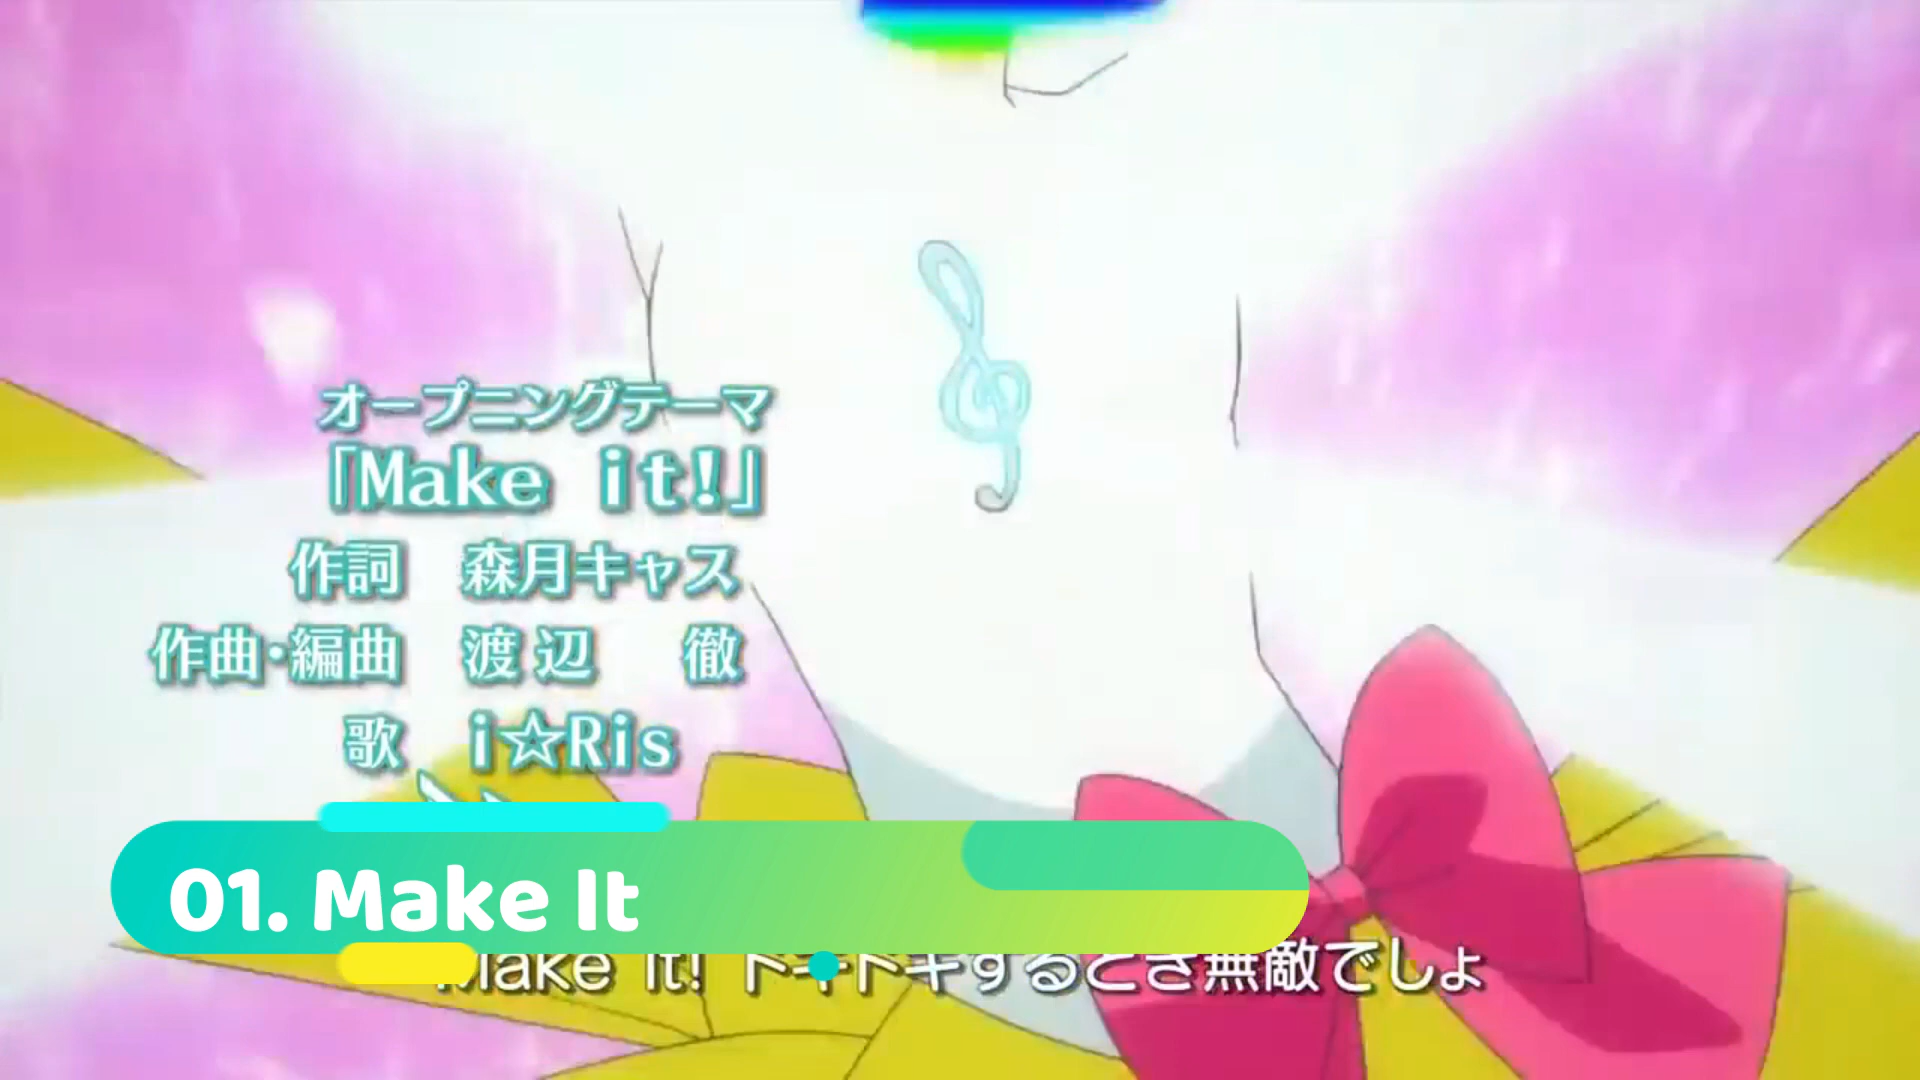 オープニングテーマ
「Make it!」
作詞 森月キャス
作曲・編曲 渡辺 徹
歌 i☆Ris
01. Make It
Make it! ドキドキするとき無敵でしょ